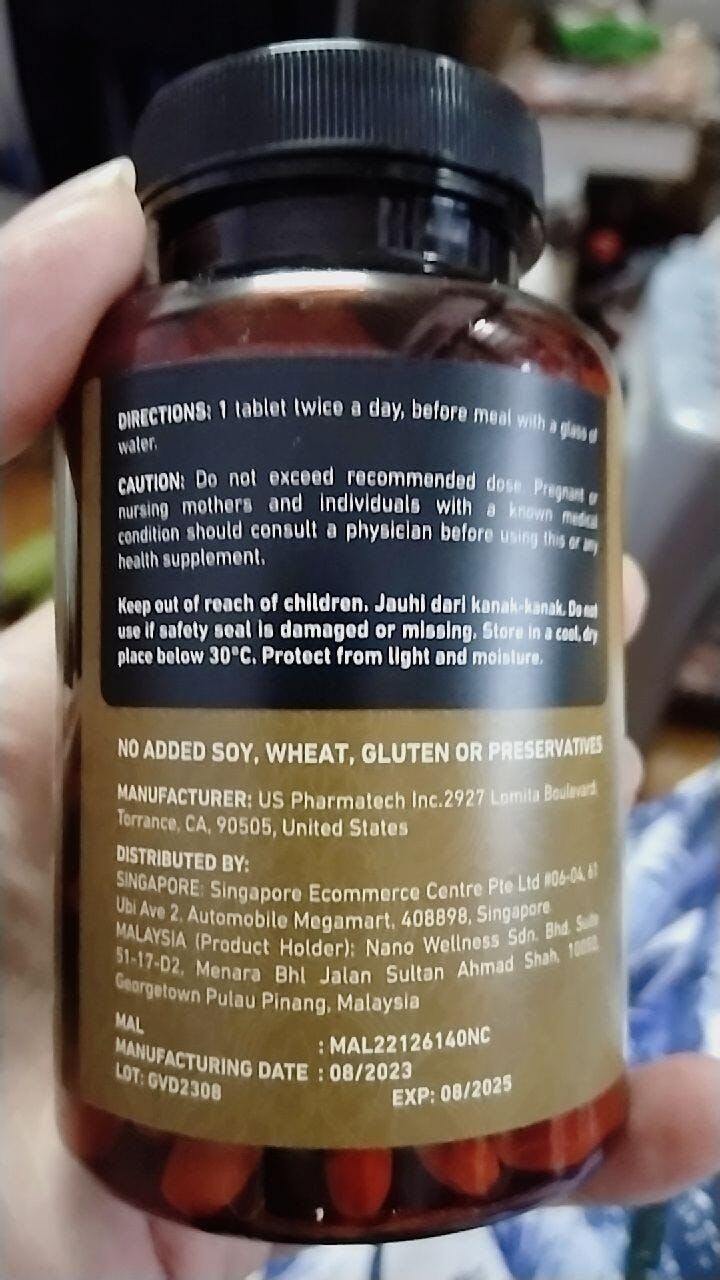 DIRECTIONS: 1 tablet twice a day, before meal with a glass of
water.
CAUTION: Do not exceed recommended dose. Pregnant or
nursing mothers and individuals with a known medical
condition should consult a physician before using this or any
health supplement.
Keep out of reach of children. Jauhi dari kanak-kanak. Do not
use if safety seal is damaged or missing. Store in a cool, dry
place below 30°C. Protect from light and moisture.
NO ADDED SOY, WHEAT, GLUTEN OR PRESERVATIVES
MANUFACTURER: US Pharmatech Inc.2927 Lomita Boulevard,
Torrance, CA, 90505, United States
DISTRIBUTED BY:
SINGAPORE: Singapore Ecommerce Centre Pte Ltd #06-04, 61
Ubi Ave 2, Automobile Megamart, 408898, Singapore
MALAYSIA (Product Holder): Nano Wellness Sdn. Bhd. Suite
51-17-D2, Menara Bhl Jalan Sultan Ahmad Shah, 10050,
Georgetown Pulau Pinang, Malaysia
MAL : MAL22126140NC
MANUFACTURING DATE : 08/2023
LOT: GVD2308 EXP: 08/2025